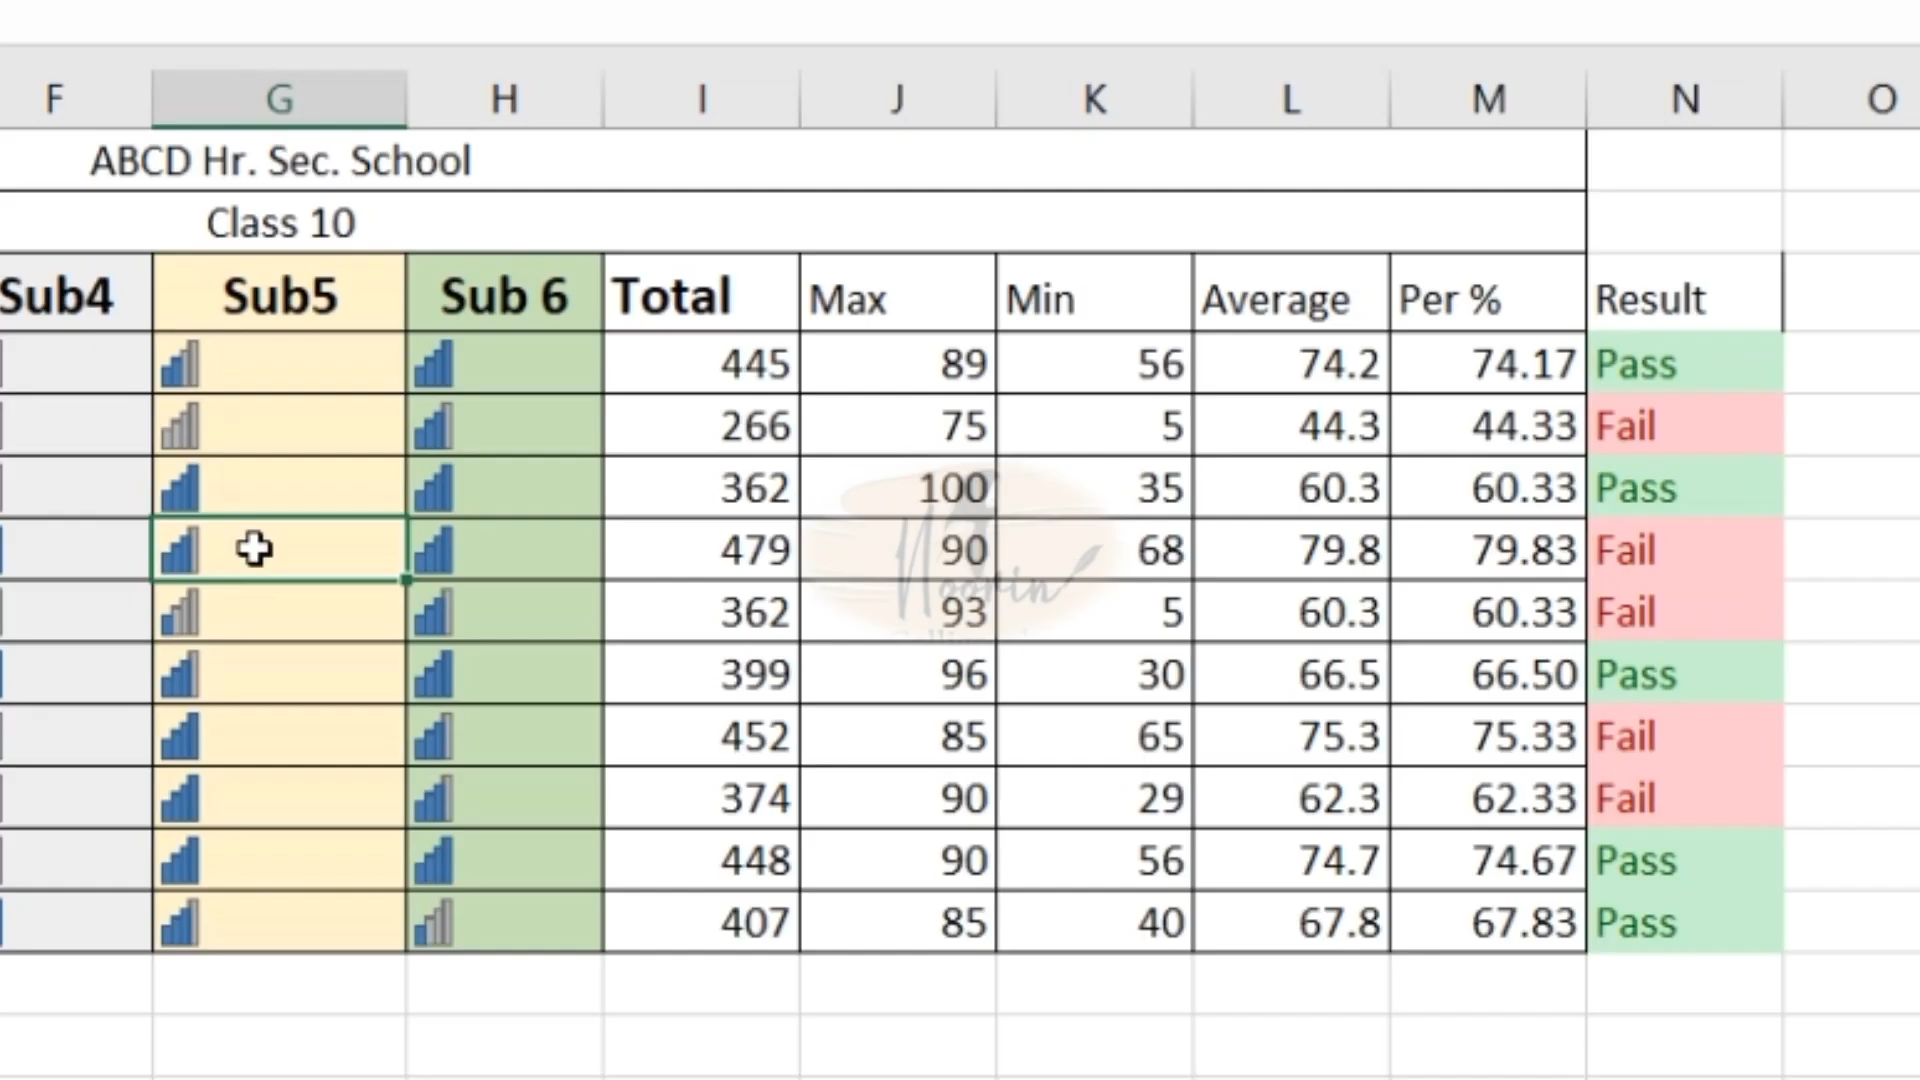 F G H I J K L M N O
ABCD Hr. Sec. School
Class 10
Sub4 Sub5 Sub 6 Total Max Min Average Per % Result
445 89 56 74.2 74.17 Pass
266 75 5 44.3 44.33 Fail
362 100 35 60.3 60.33 Pass
479 90 68 79.8 79.83 Fail
Noorin
362 93 5 60.3 60.33 Fail
399 96 30 66.5 66.50 Pass
452 85 65 75.3 75.33 Fail
374 90 29 62.3 62.33 Fail
448 90 56 74.7 74.67 Pass
407 85 40 67.8 67.83 Pass